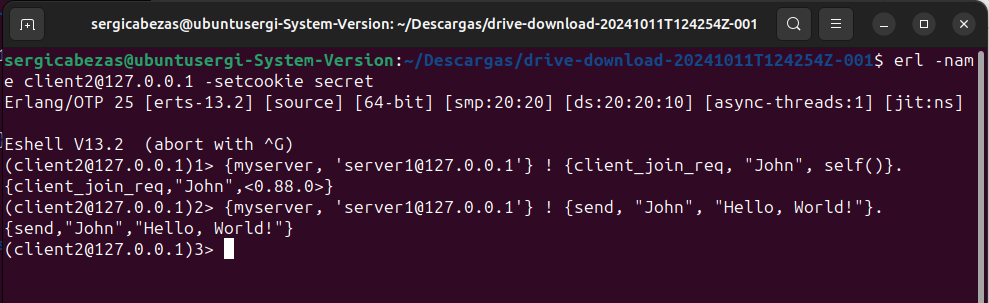 sergicabezas@ubuntusergi-System-Version: ~/Descargas/drive-download-20241011T124254Z-001
sergicabezas@ubuntusergi-System-Version:~/Descargas/drive-download-20241011T124254Z-001$ erl -nam
e client2@127.0.0.1 -setcookie secret
Erlang/OTP 25 [erts-13.2] [source] [64-bit] [smp:20:20] [ds:20:20:10] [async-threads:1] [jit:ns]
Eshell V13.2  (abort with ^G)
(client2@127.0.0.1)1> {myserver, 'server1@127.0.0.1'} ! {client_join_req, "John", self()}.
{client_join_req,"John",<0.88.0>}
(client2@127.0.0.1)2> {myserver, 'server1@127.0.0.1'} ! {send, "John", "Hello, World!"}.
{send,"John","Hello, World!"}
(client2@127.0.0.1)3>